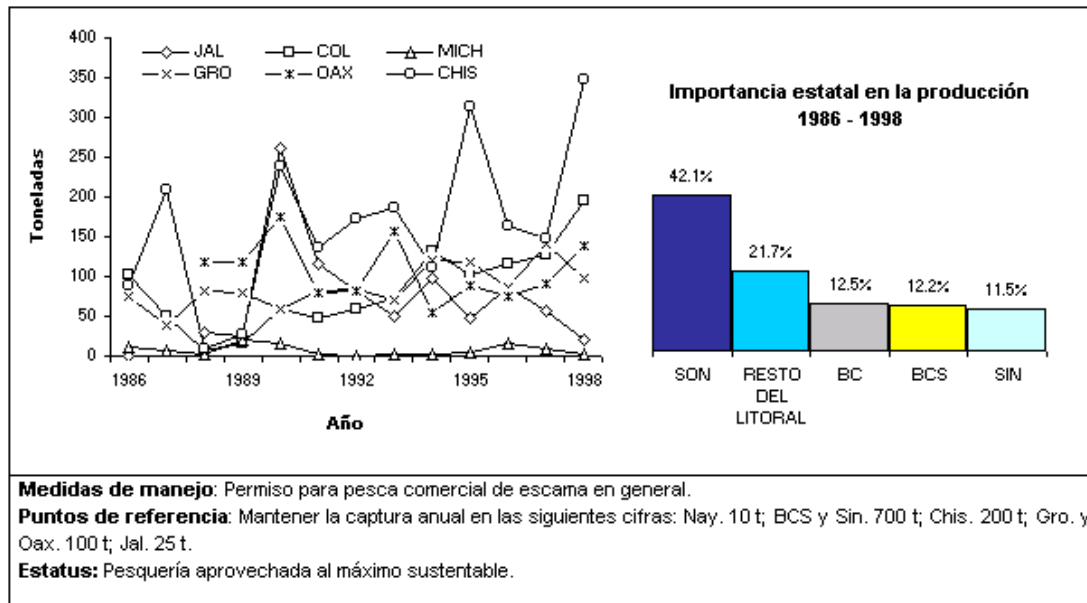 400
350
300
250
200
150
100
50
0
Toneladas
JAL
COL
MICH
GRO
OAX
CHIS
1986
1989
1992
1995
1998
Año
Importancia estatal en la producción
1986 - 1998
42.1%
21.7%
12.5%
12.2%
11.5%
SON
RESTO
DEL
LITORAL
BC
BCS
SIN
Medidas de manejo: Permiso para pesca comercial de escama en general.
Puntos de referencia: Mantener la captura anual en las siguientes cifras: Nay. 10 t; BCS y Sin. 700 t; Chis. 200 t; Gro. y
Oax. 100 t; Jal. 25 t.
Estatus: Pesquería aprovechada al máximo sustentable.